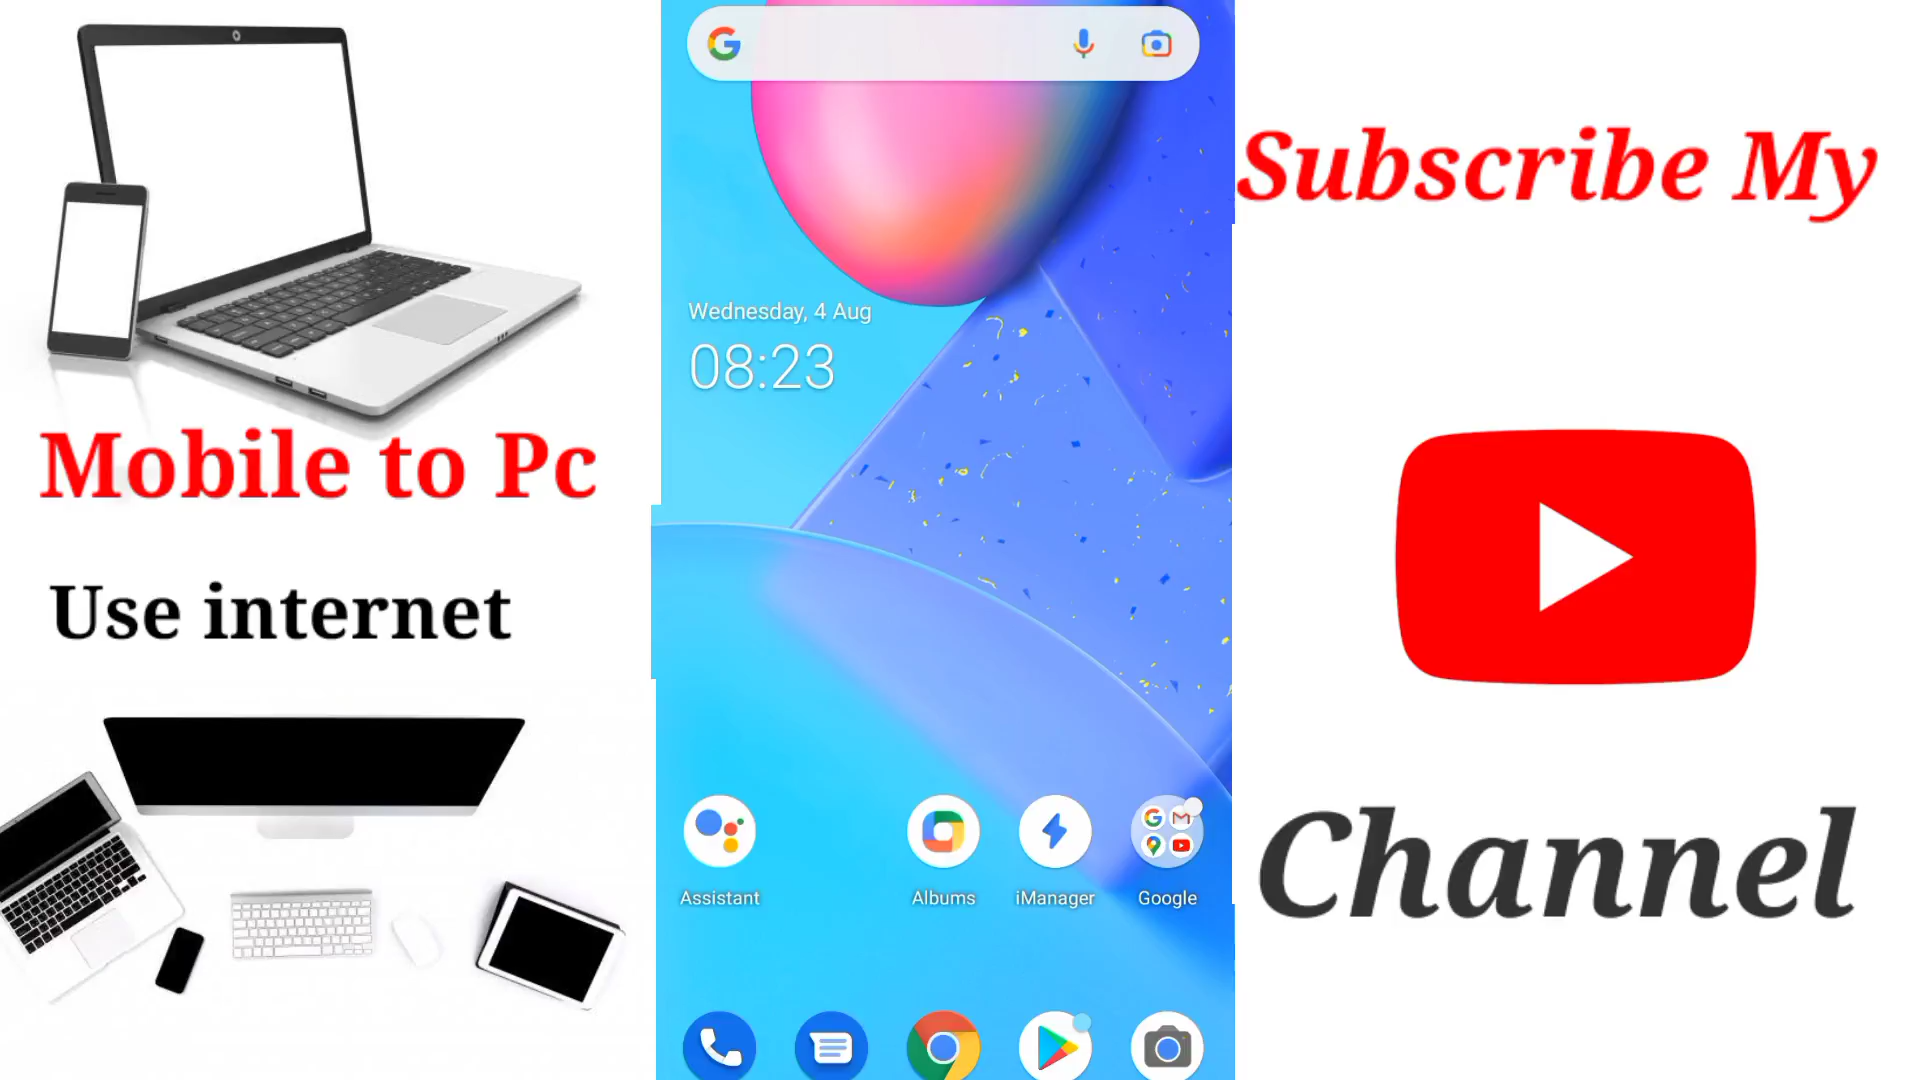 Mobile to Pc
Use internet
Wednesday, 4 Aug
08:23
Assistant
Albums
iManager
Google
Subscribe My
Channel